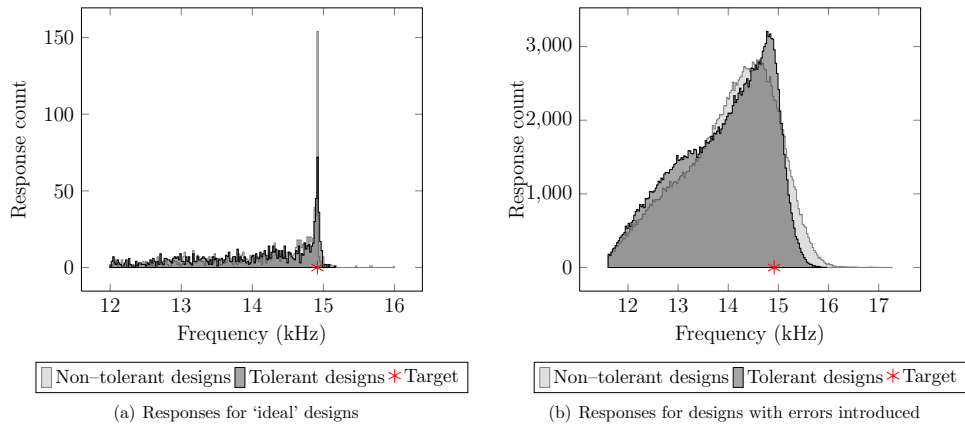 150
100
50
0
12 13 14 15 16
Response count
Frequency (kHz)
Non–tolerant designs Tolerant designs Target
(a) Responses for ‘ideal’ designs
3,000
2,000
1,000
0
12 13 14 15 16 17
Response count
Frequency (kHz)
Non–tolerant designs Tolerant designs Target
(b) Responses for designs with errors introduced